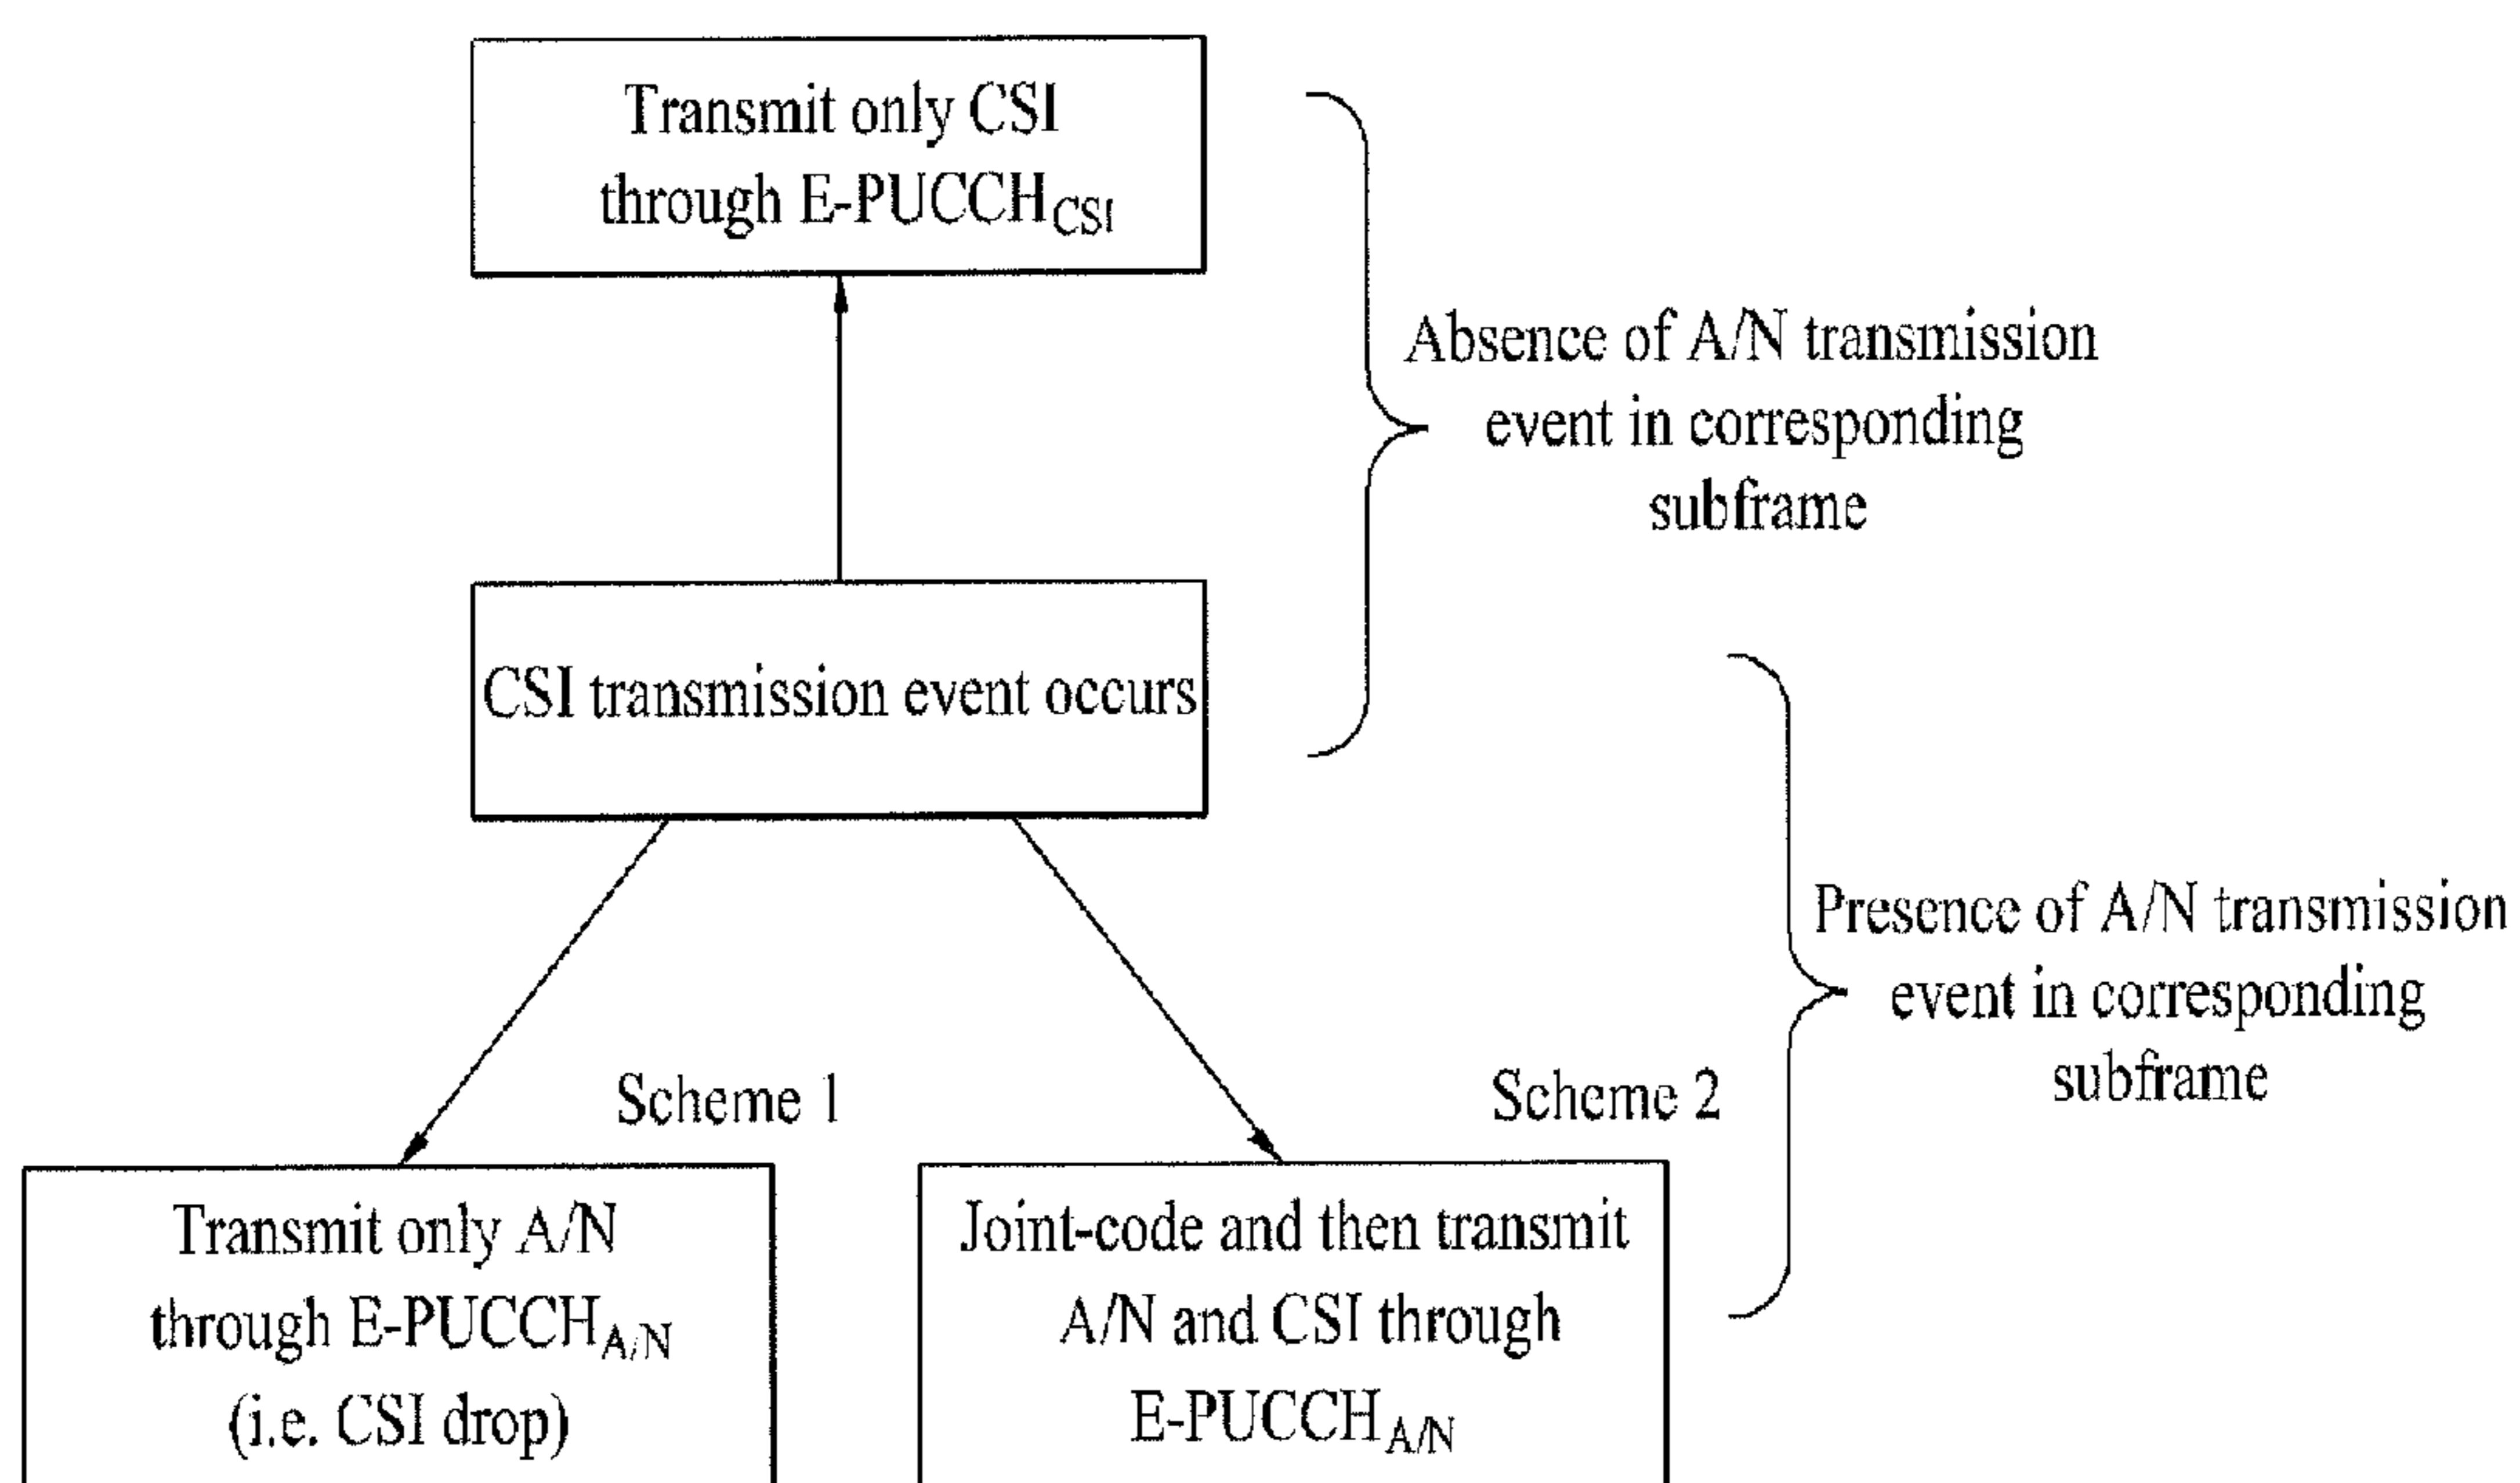 Transmit only CSI
through E-PUCCH_CSI
Absence of A/N transmission
event in corresponding
subframe
CSI transmission event occurs
Presence of A/N transmission
event in corresponding
subframe
Scheme 1
Scheme 2
Transmit only A/N
through E-PUCCH_A/N
(i.e. CSI drop)
Joint-code and then transmit
A/N and CSI through
E-PUCCH_A/N